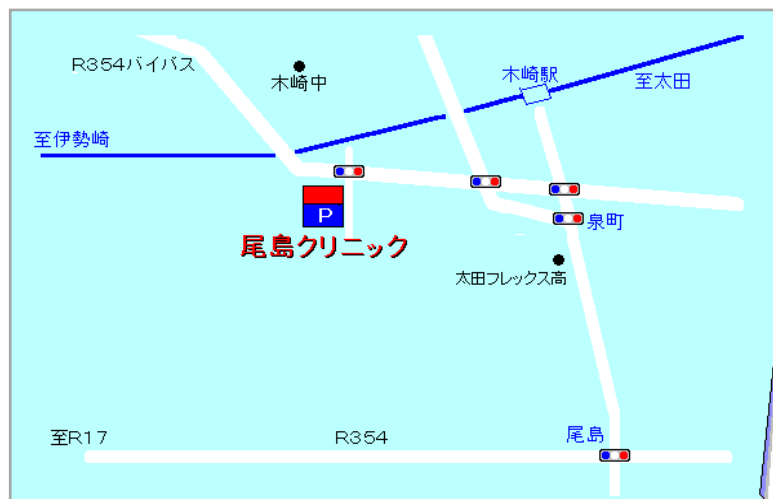 R354バイパス
木崎中
木崎駅
至太田
至伊勢崎
P
尾島クリニック
泉町
太田フレックス高
至R17
R354
尾島